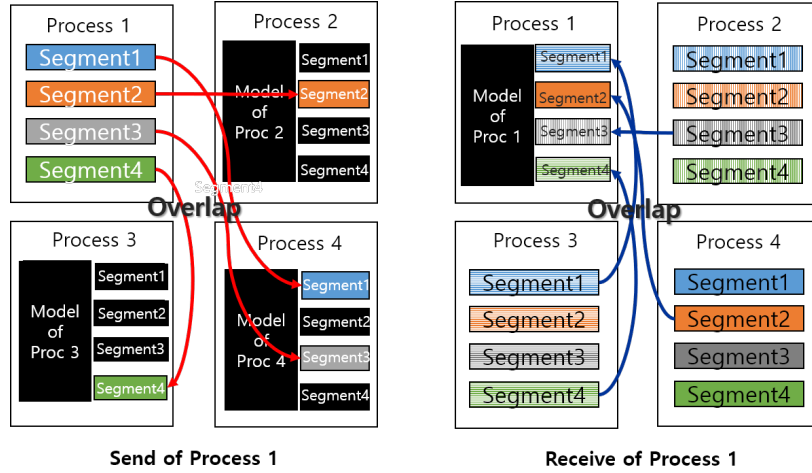 Process 1
Segment1
Segment2
Segment3
Segment4
Process 2
Model
of
Proc 2
Segment1
Segment2
Segment3
Segment4
Segment4
Overlap
Process 3
Model
of
Proc 3
Segment1
Segment2
Segment3
Segment4
Process 4
Model
of
Proc 4
Segment1
Segment2
Segment3
Segment4
Send of Process 1
Process 1
Model
of
Proc 1
Segment1
Segment2
Segment3
Segment4
Process 2
Segment1
Segment2
Segment3
Segment4
Overlap
Process 3
Segment1
Segment2
Segment3
Segment4
Process 4
Segment1
Segment2
Segment3
Segment4
Receive of Process 1